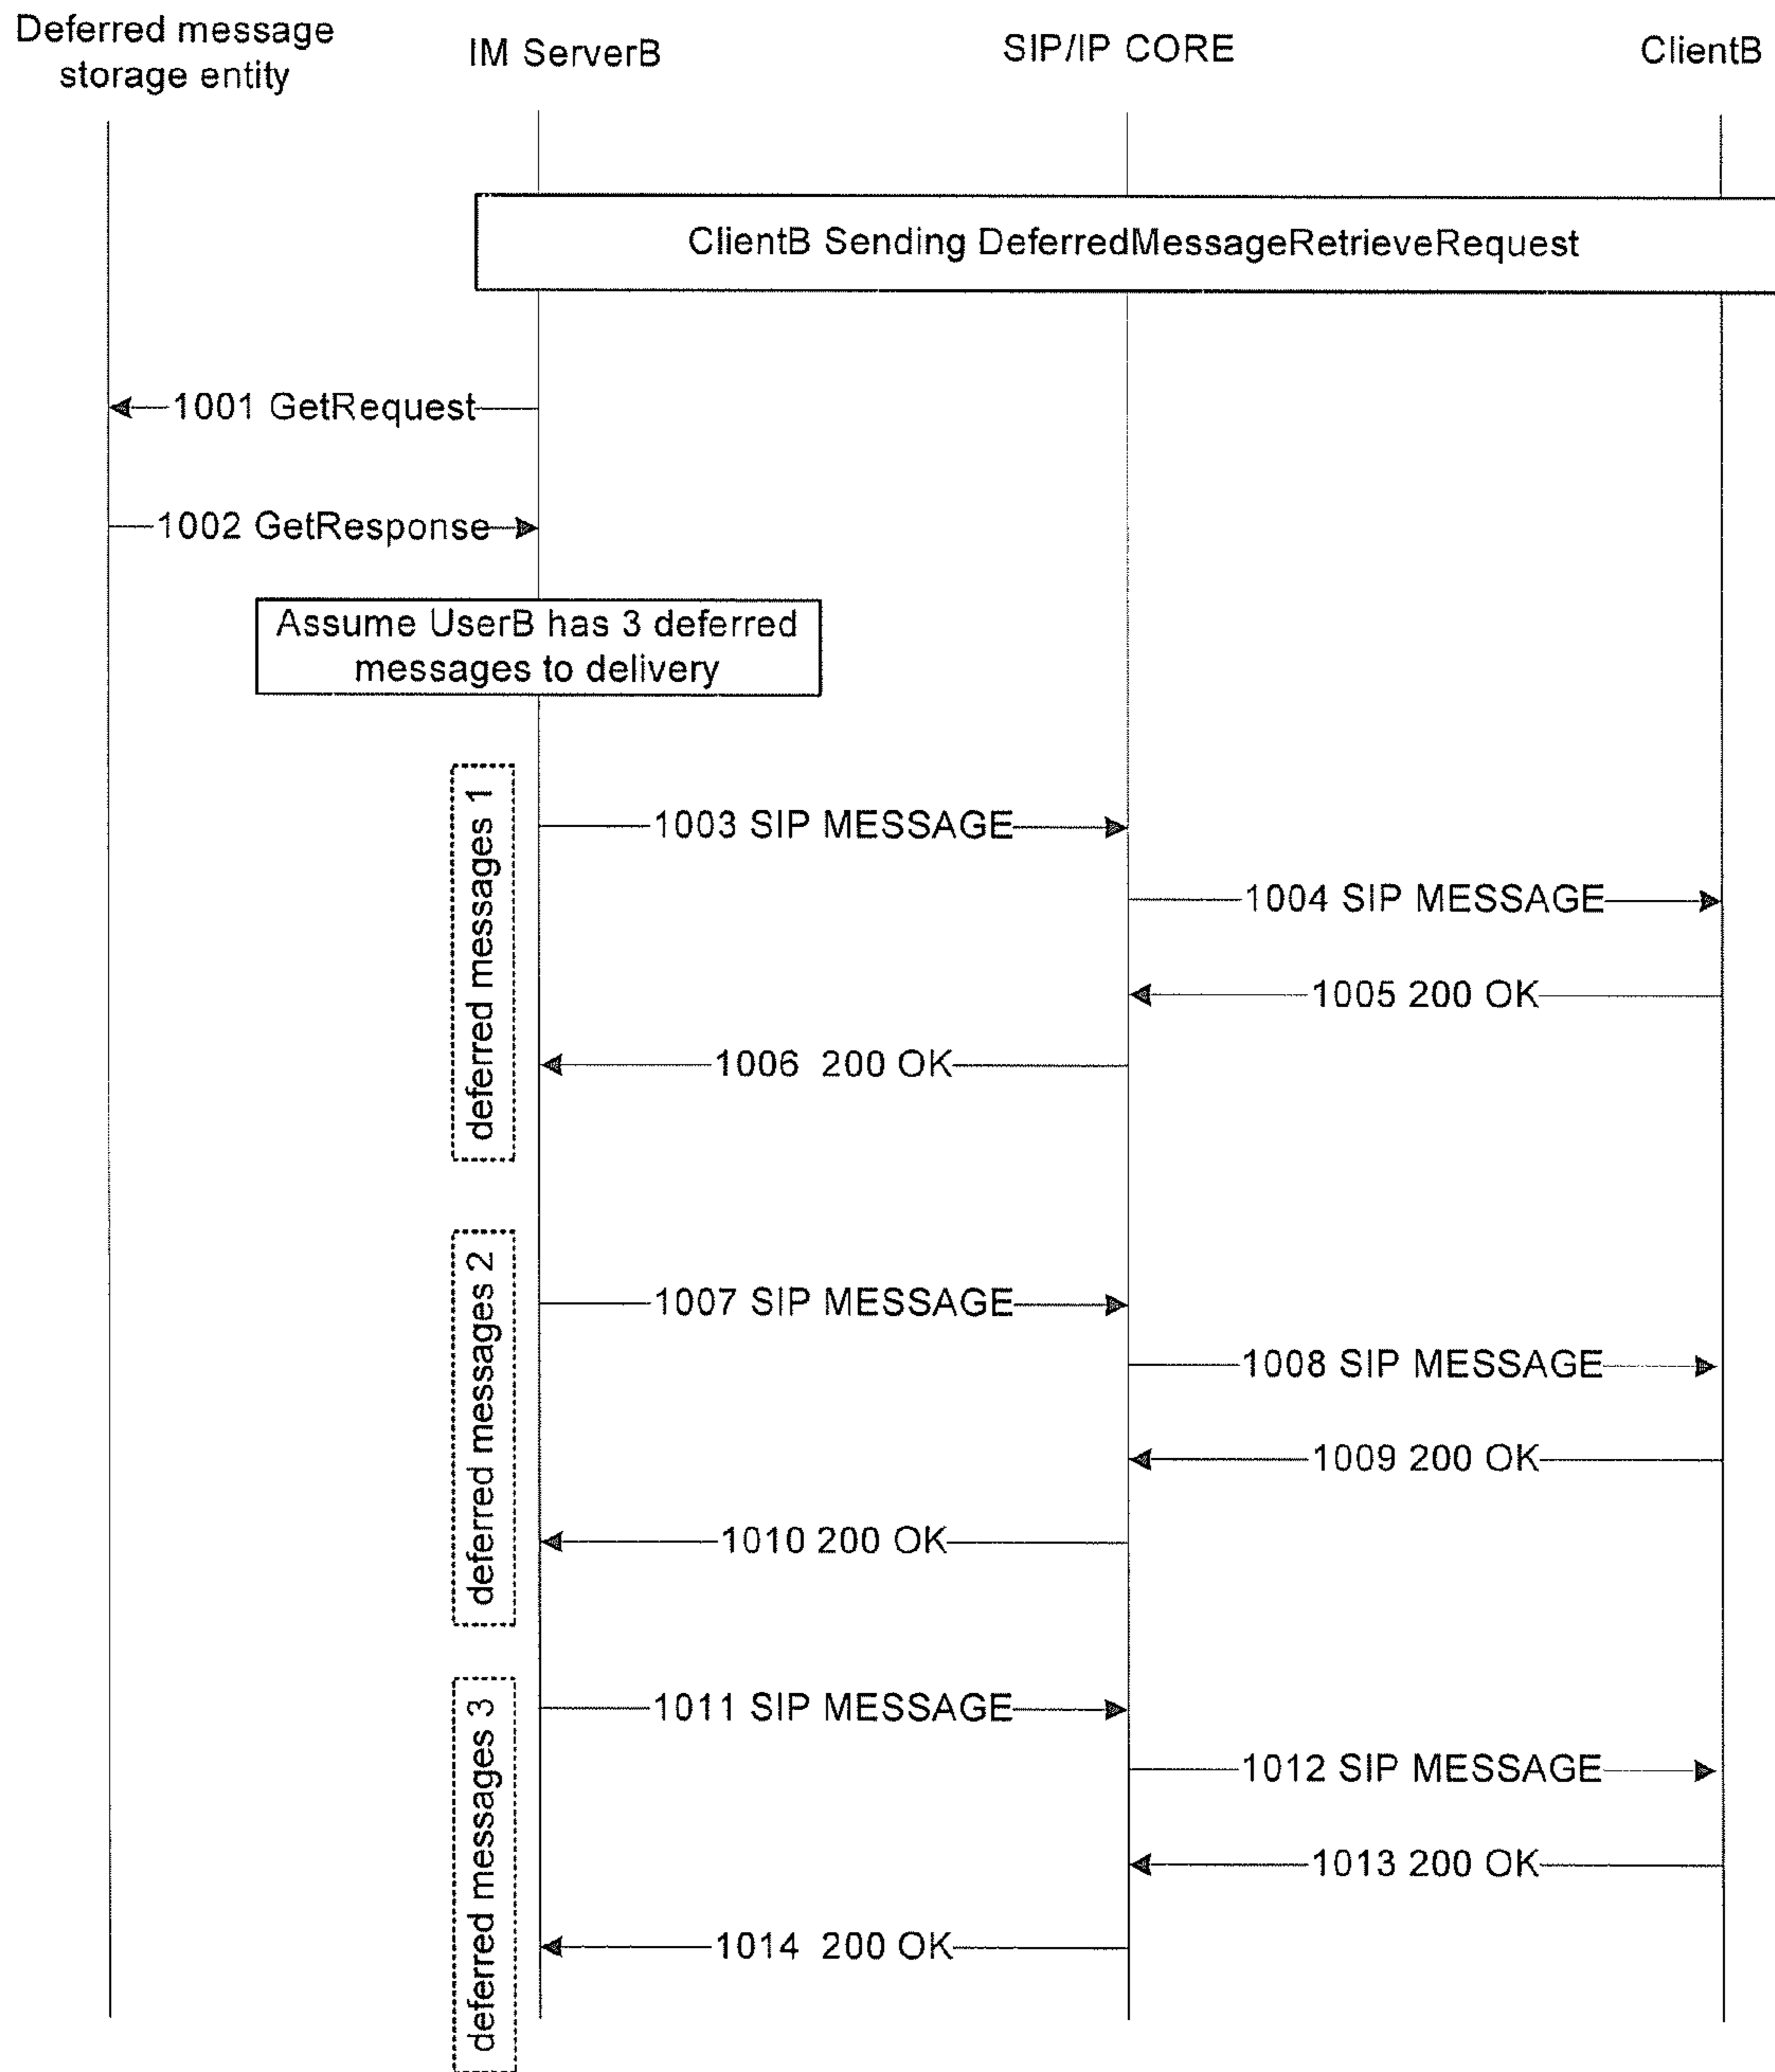 Deferred message
storage entity
IM ServerB
SIP/IP CORE
ClientB
ClientB Sending DeferredMessageRetrieveRequest
1001 GetRequest
1002 GetResponse
Assume UserB has 3 deferred
messages to delivery
deferred messages 1
1003 SIP MESSAGE
1004 SIP MESSAGE
1005 200 OK
1006 200 OK
deferred messages 2
1007 SIP MESSAGE
1008 SIP MESSAGE
1009 200 OK
1010 200 OK
deferred messages 3
1011 SIP MESSAGE
1012 SIP MESSAGE
1013 200 OK
1014 200 OK